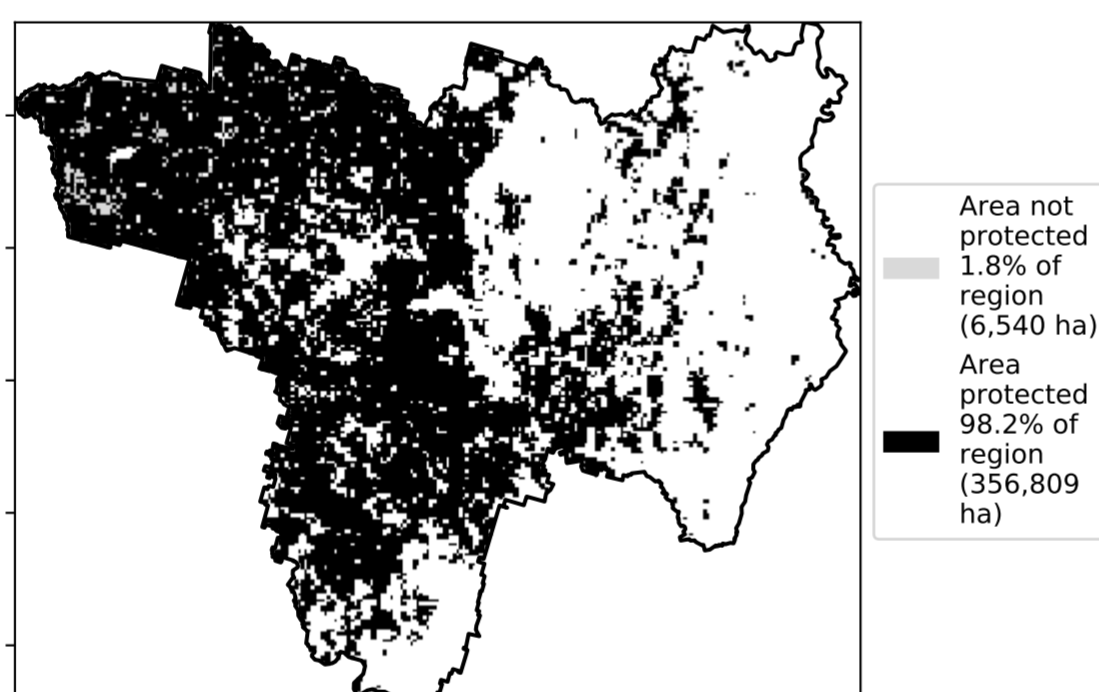 Area not
protected
1.8% of
region
(6,540 ha)
Area
protected
98.2% of
region
(356,809
ha)